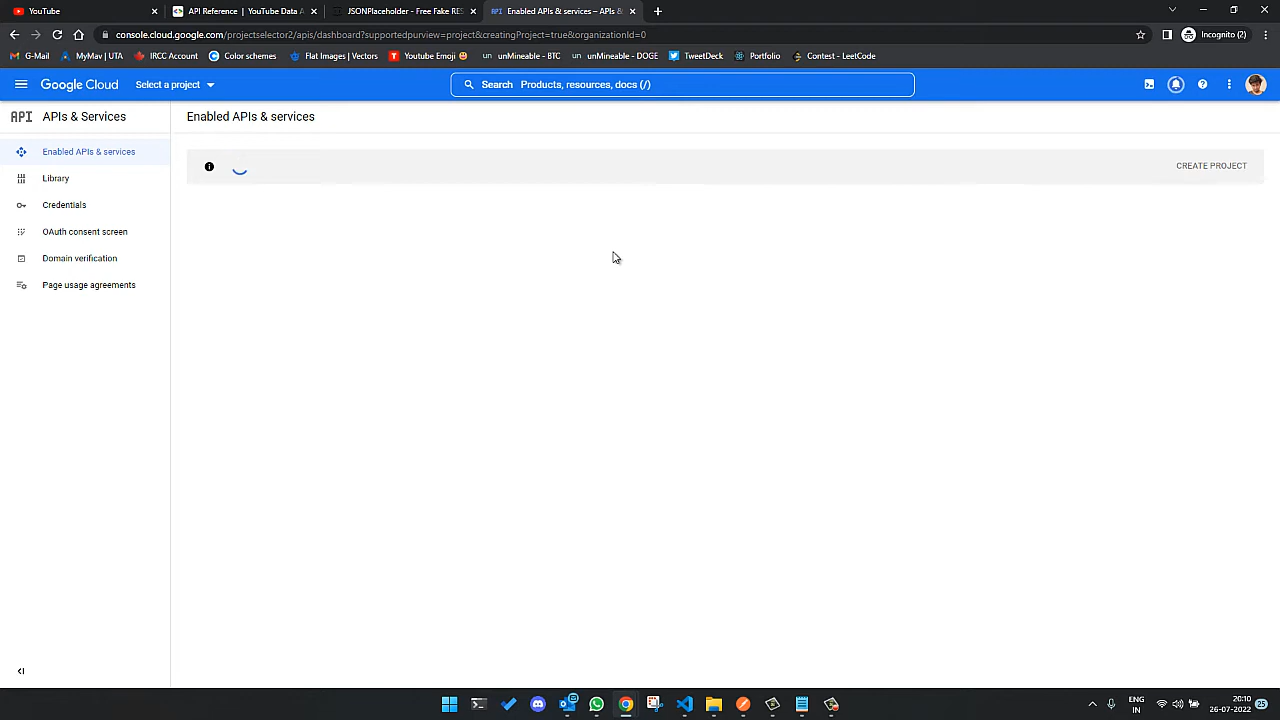 YouTube
API Reference | YouTube Data A
JSONPlaceholder - Free Fake RES
API Enabled APIs & services – APIs &
console.cloud.google.com/projectselector2/apis/dashboard?supportedpurview=project&creatingProject=true&organizationId=0
Incognito (2)
G-Mail
MyMav | UTA
IRCC Account
Color schemes
Flat Images | Vectors
Youtube Emoji
un unMineable - BTC
un unMineable - DOGE
TweetDeck
Portfolio
Contest - LeetCode
Google Cloud
Select a project
Search Products, resources, docs (/)
API APIs & Services
Enabled APIs & services
Enabled APIs & services
Library
Credentials
OAuth consent screen
Domain verification
Page usage agreements
CREATE PROJECT
ENG
IN
20:10
26-07-2022